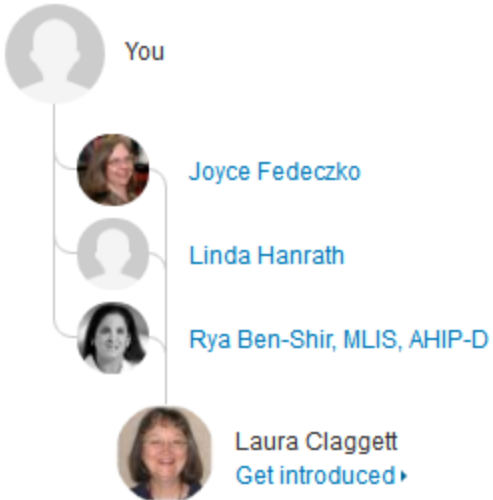 You
Joyce Fedeczko
Linda Hanrath
Rya Ben-Shir, MLIS, AHIP-D
Laura Claggett
Get introduced